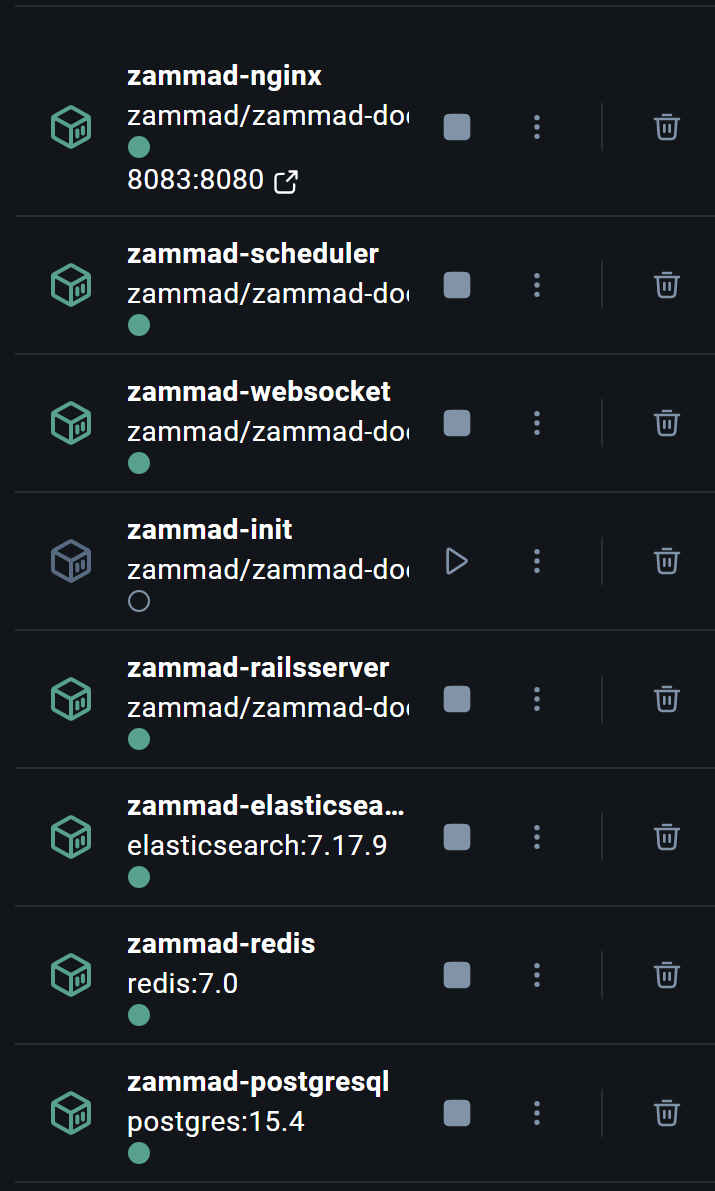 zammad-nginx
zammad/zammad-do
8083:8080
zammad-scheduler
zammad/zammad-do
zammad-websocket
zammad/zammad-do
zammad-init
zammad/zammad-do
zammad-railsserver
zammad/zammad-do
zammad-elasticsea...
elasticsearch:7.17.9
zammad-redis
redis:7.0
zammad-postgresql
postgres:15.4